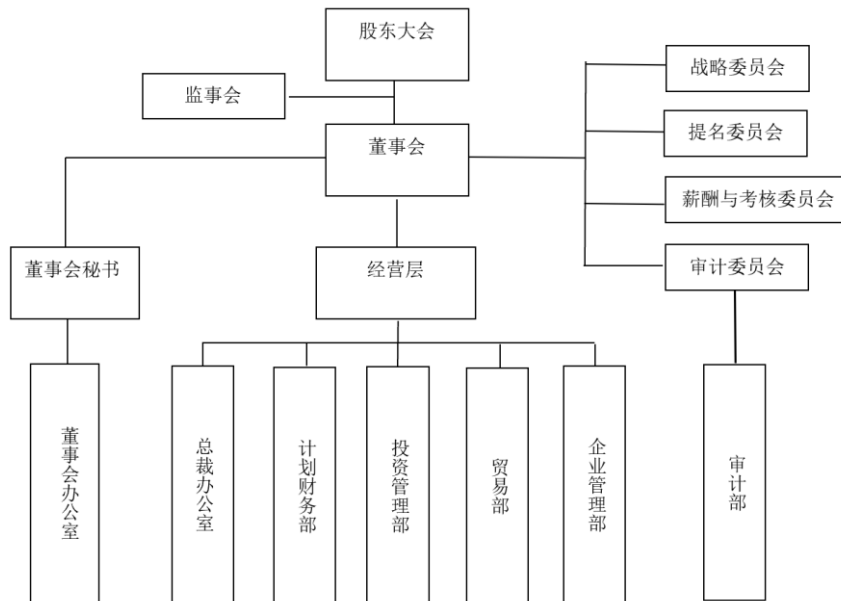 股东大会
监事会
董事会
战略委员会
提名委员会
薪酬与考核委员会
审计委员会
董事会秘书
经营层
董事会办公室
总裁办公室
计划财务部
投资管理部
贸易部
企业管理部
审计部